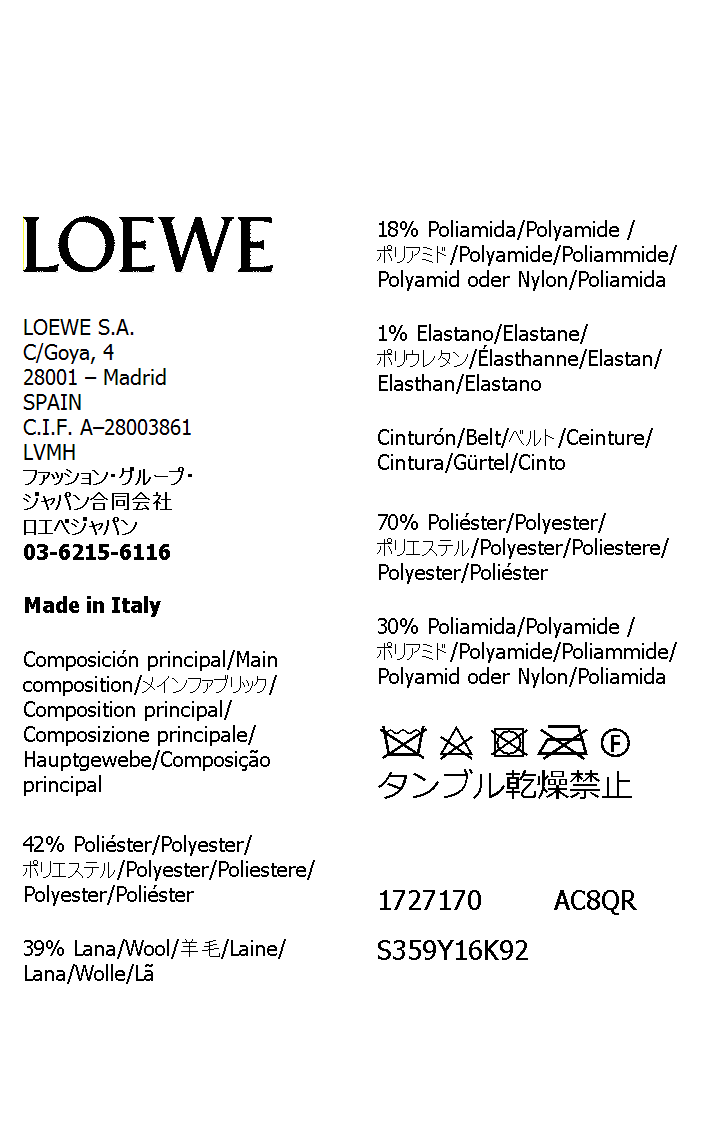 LOEWE
LOEWE S.A.
C/Goya, 4
28001 – Madrid
SPAIN
C.I.F. A–28003861
LVMH
ファッション・グループ・
ジャパン合同会社
ロエベジャパン
03-6215-6116
Made in Italy
Composición principal/Main
composition/メインファブリック/
Composition principal/
Composizione principale/
Hauptgewebe/Composição
principal
42% Poliéster/Polyester/
ポリエステル/Polyester/Poliestere/
Polyester/Poliéster
39% Lana/Wool/羊毛/Laine/
Lana/Wolle/Lã
18% Poliamida/Polyamide /
ポリアミド/Polyamide/Poliammide/
Polyamid oder Nylon/Poliamida
1% Elastano/Elastane/
ポリウレタン/Élasthanne/Elastan/
Elasthan/Elastano
Cinturón/Belt/ベルト/Ceinture/
Cintura/Gürtel/Cinto
70% Poliéster/Polyester/
ポリエステル/Polyester/Poliestere/
Polyester/Poliéster
30% Poliamida/Polyamide /
ポリアミド/Polyamide/Poliammide/
Polyamid oder Nylon/Poliamida
F
タンブル乾燥禁止
1727170 AC8QR
S359Y16K92